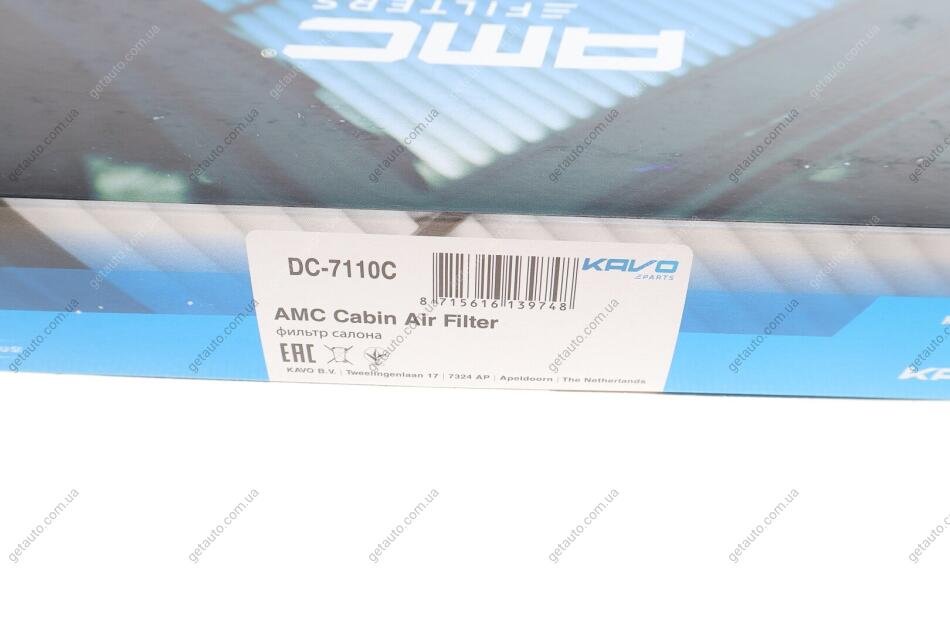 AMC
FILTERS
DC-7110C
8 715616 139748
KAVO
PARTS
AMC Cabin Air Filter
фильтр салона
EAC
KAVO B.V. | Tweelingenlaan 17 | 7324 AP | Apeldoorn | The Netherlands
getauto.com.ua